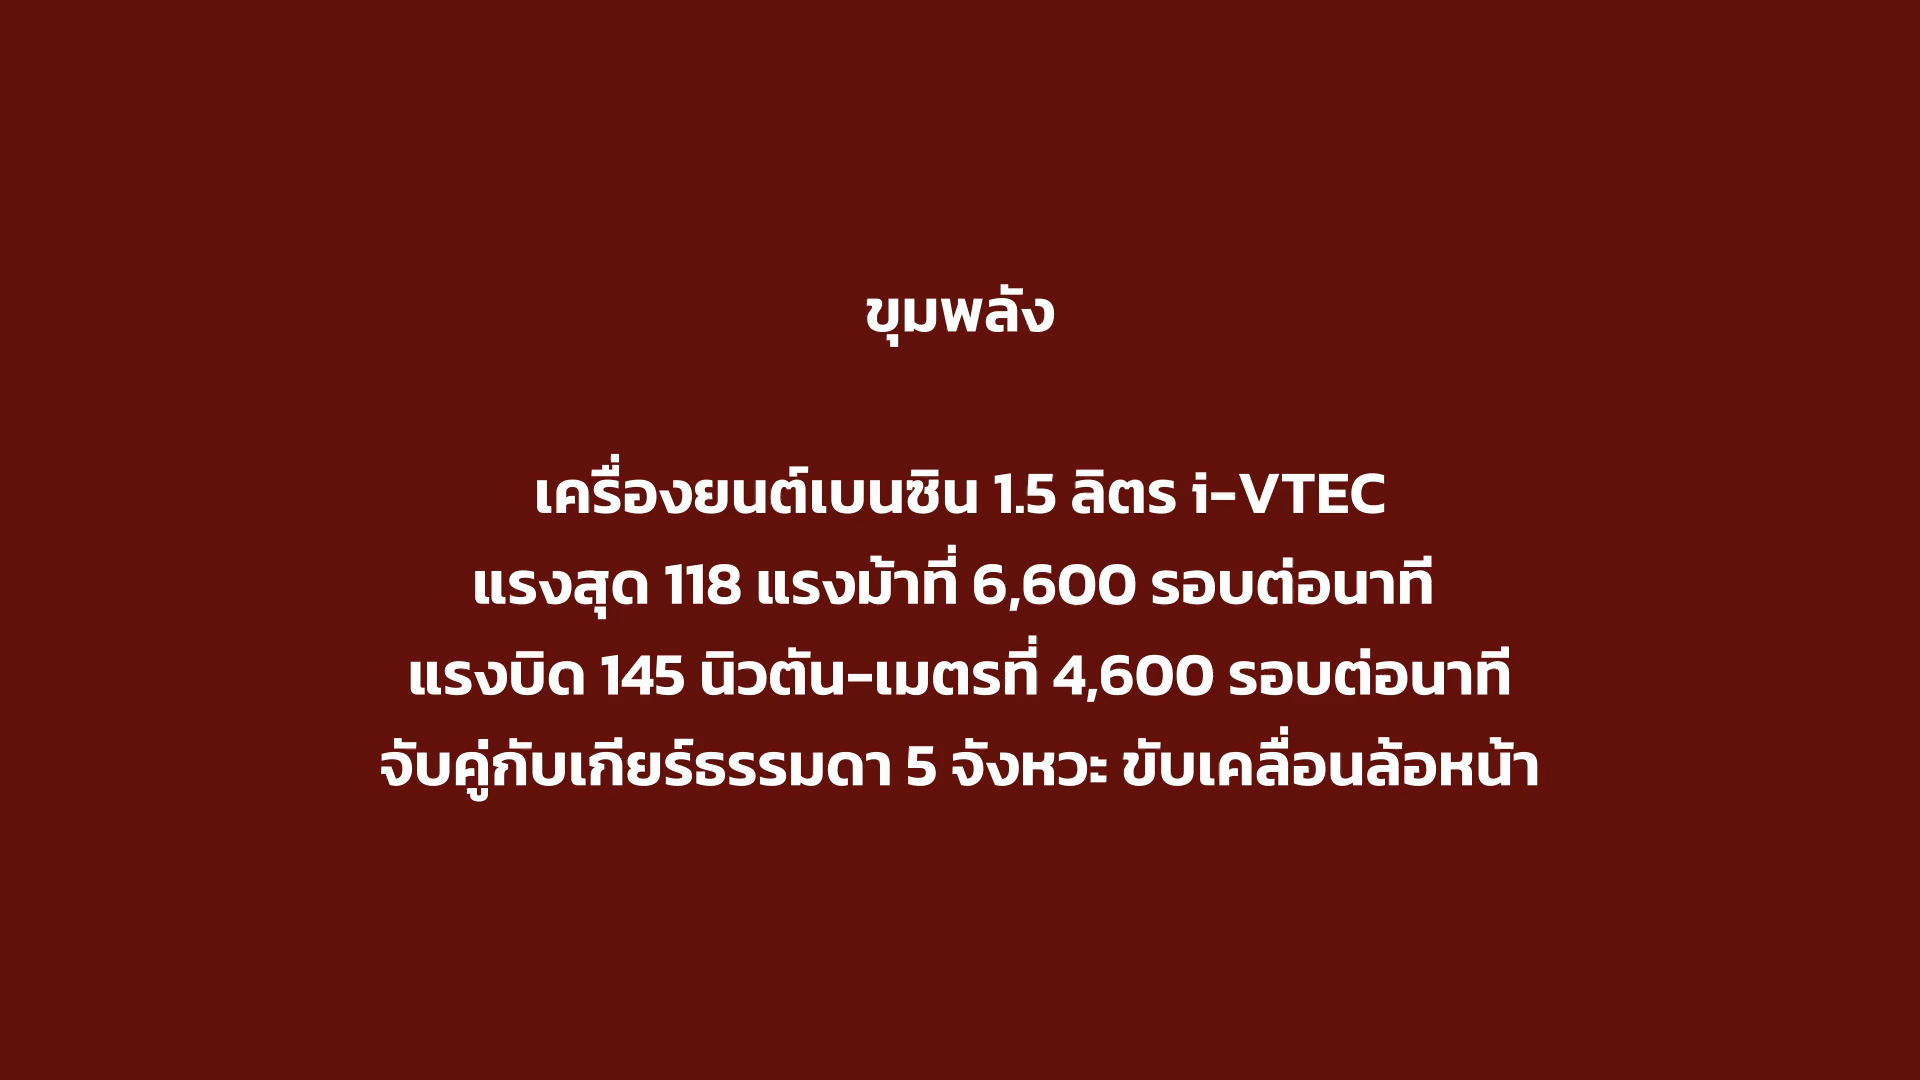 ขุมพลัง
เครื่องยนต์เบนซิน 1.5 ลิตร i-VTEC
แรงสุด 118 แรงม้าที่ 6,600 รอบต่อนาที
แรงบิด 145 นิวตัน-เมตรที่ 4,600 รอบต่อนาที
จับคู่กับเกียร์ธรรมดา 5 จังหวะ ขับเคลื่อนล้อหน้า